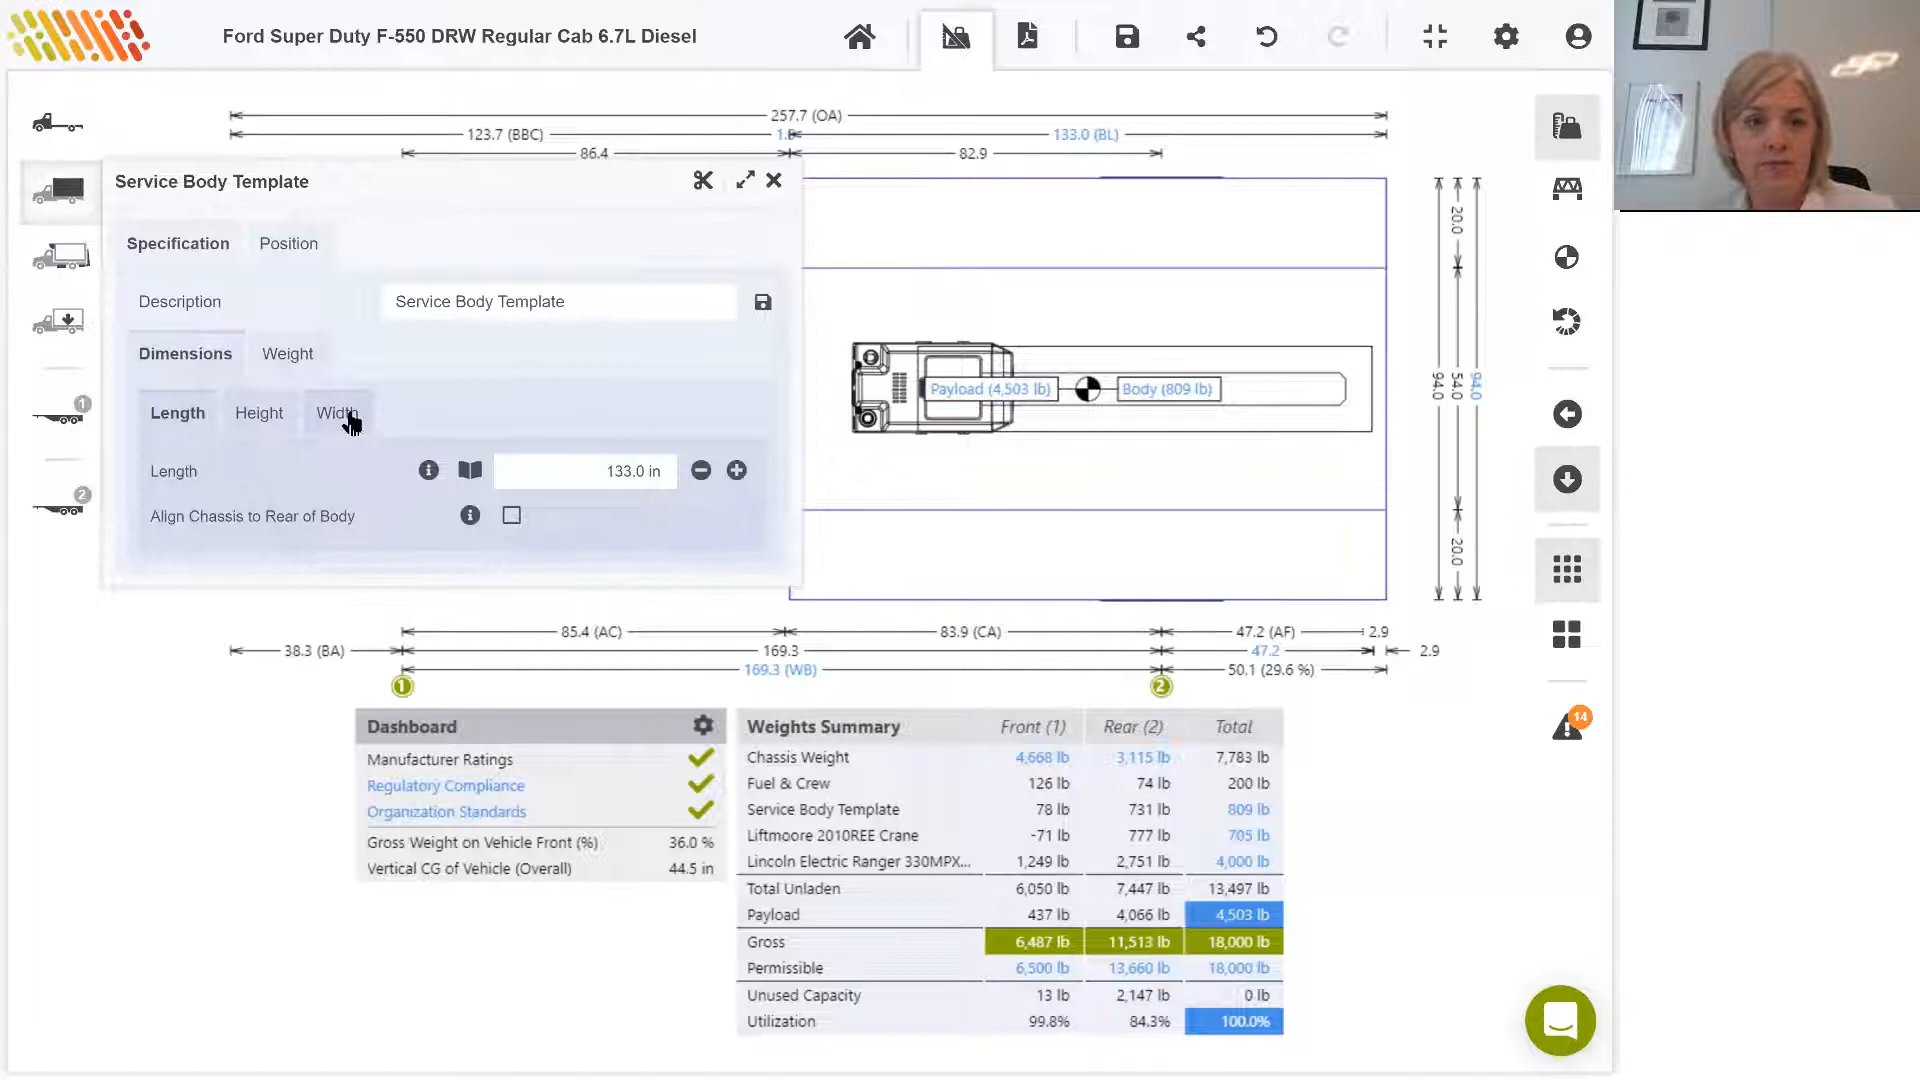 Ford Super Duty F-550 DRW Regular Cab 6.7L Diesel
257.7 (OA)
123.7 (BBC)
133.0 (BL)
86.4
82.9
Service Body Template
Specification
Position
Description
Service Body Template
Dimensions
Weight
Length
Height
Width
Length
133.0 in
Align Chassis to Rear of Body
1
2
Payload (4,503 lb)
Body (809 lb)
20.0
94.0
54.0
94.0
20.0
85.4 (AC)
83.9 (CA)
47.2 (AF)
2.9
38.3 (BA)
169.3
47.2
2.9
169.3 (WB)
50.1 (29.6 %)
1
2
14
Dashboard
Manufacturer Ratings
Regulatory Compliance
Organization Standards
Gross Weight on Vehicle Front (%) 36.0 %
Vertical CG of Vehicle (Overall) 44.5 in
Weights Summary Front (1) Rear (2) Total
Chassis Weight 4,668 lb 3,115 lb 7,783 lb
Fuel & Crew 126 lb 74 lb 200 lb
Service Body Template 78 lb 731 lb 809 lb
Liftmoore 2010REE Crane -71 lb 777 lb 705 lb
Lincoln Electric Ranger 330MPX... 1,249 lb 2,751 lb 4,000 lb
Total Unladen 6,050 lb 7,447 lb 13,497 lb
Payload 437 lb 4,066 lb 4,503 lb
Gross 6,487 lb 11,513 lb 18,000 lb
Permissible 6,500 lb 13,660 lb 18,000 lb
Unused Capacity 13 lb 2,147 lb 0 lb
Utilization 99.8% 84.3% 100.0%